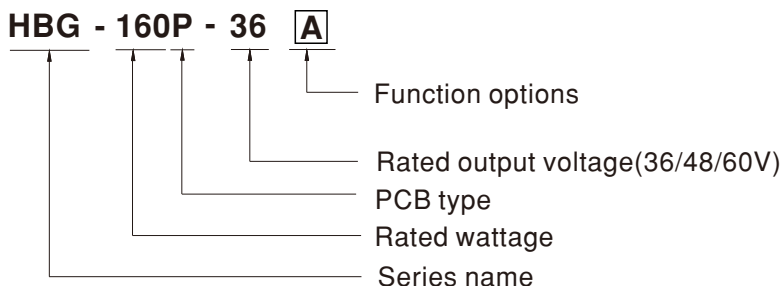 HBG - 160P - 36 A
Function options
Rated output voltage(36/48/60V)
PCB type
Rated wattage
Series name